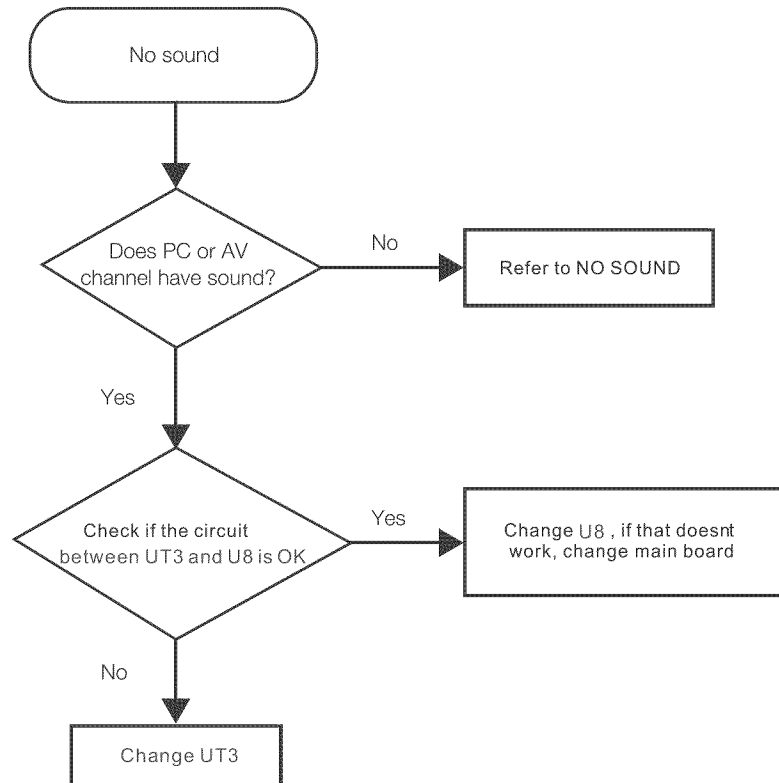 No sound
Does PC or AV
channel have sound?
No
Refer to NO SOUND
Yes
Check if the circuit
between UT3 and U8 is OK
Yes
Change U8 , if that doesnt
work, change main board
No
Change UT3